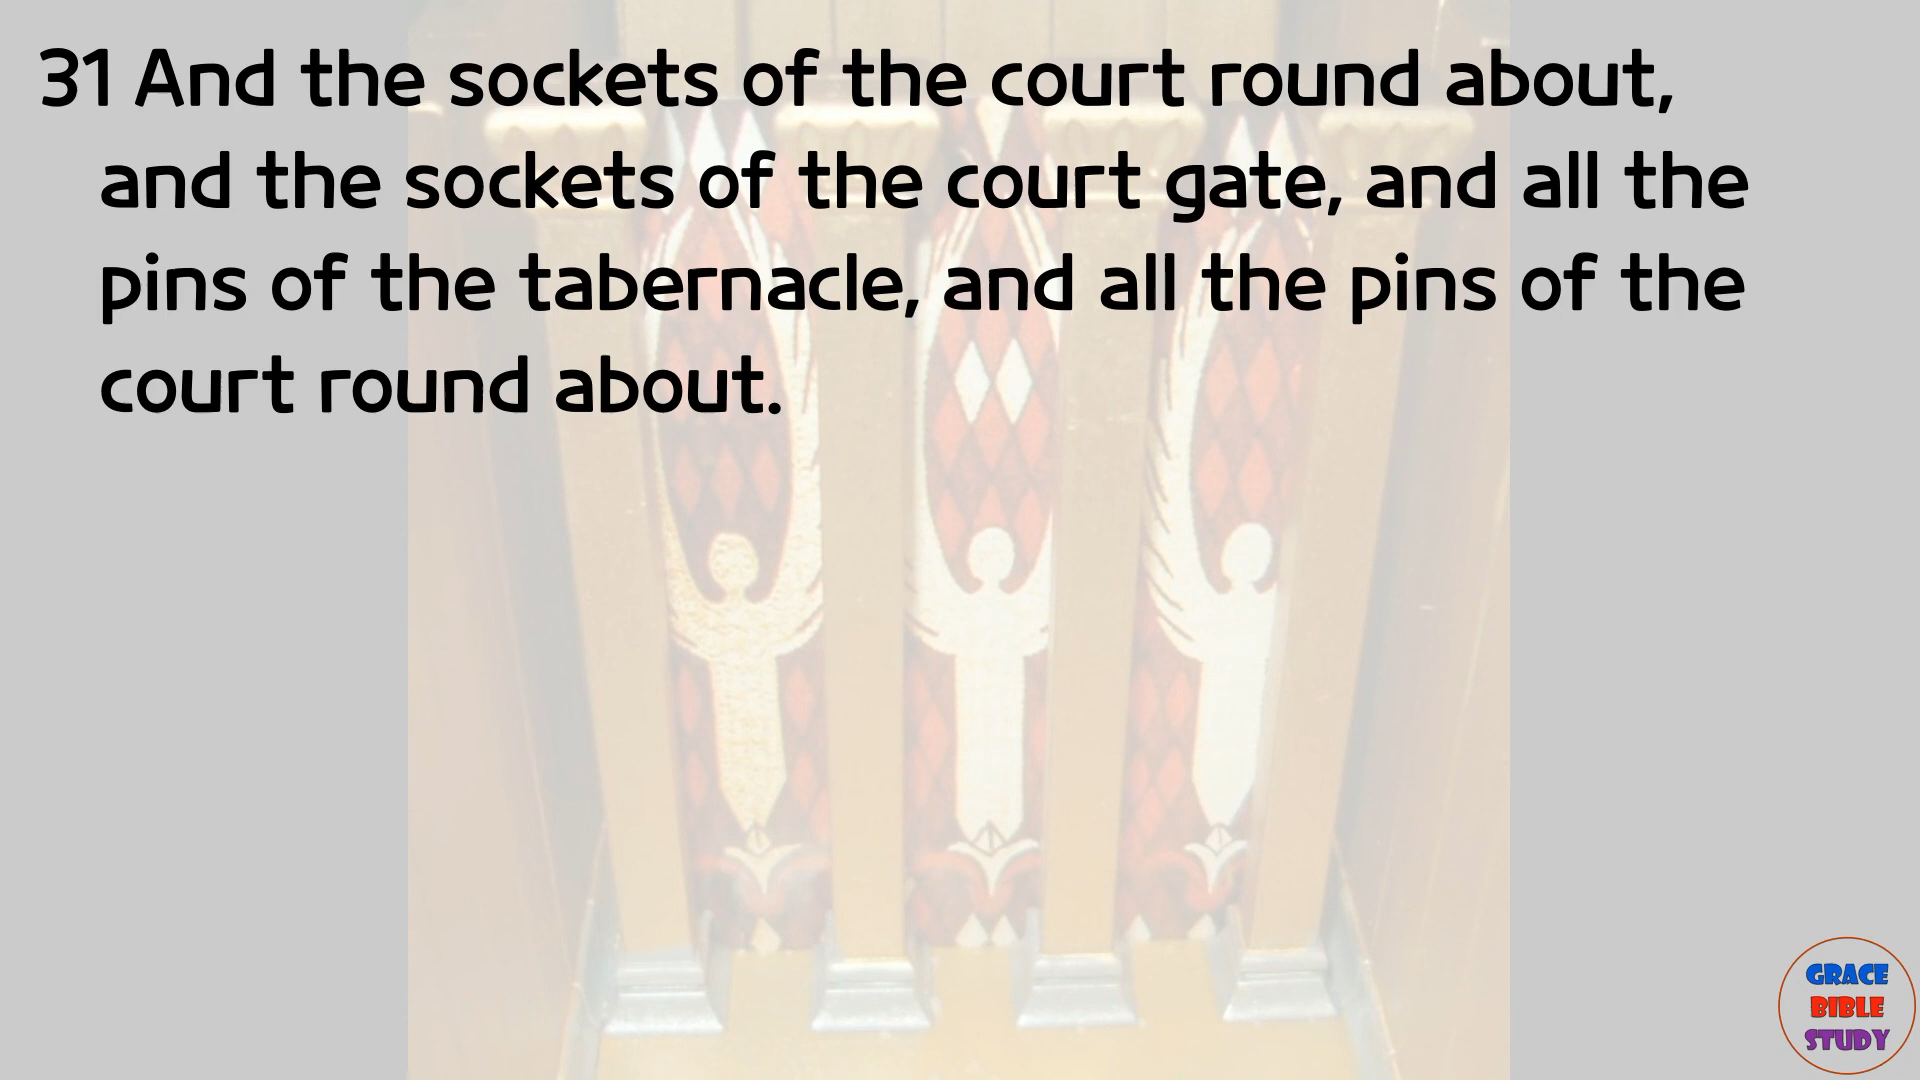 31 And the sockets of the court round about,
and the sockets of the court gate, and all the
pins of the tabernacle, and all the pins of the
court round about.
GRACE
BIBLE
STUDY